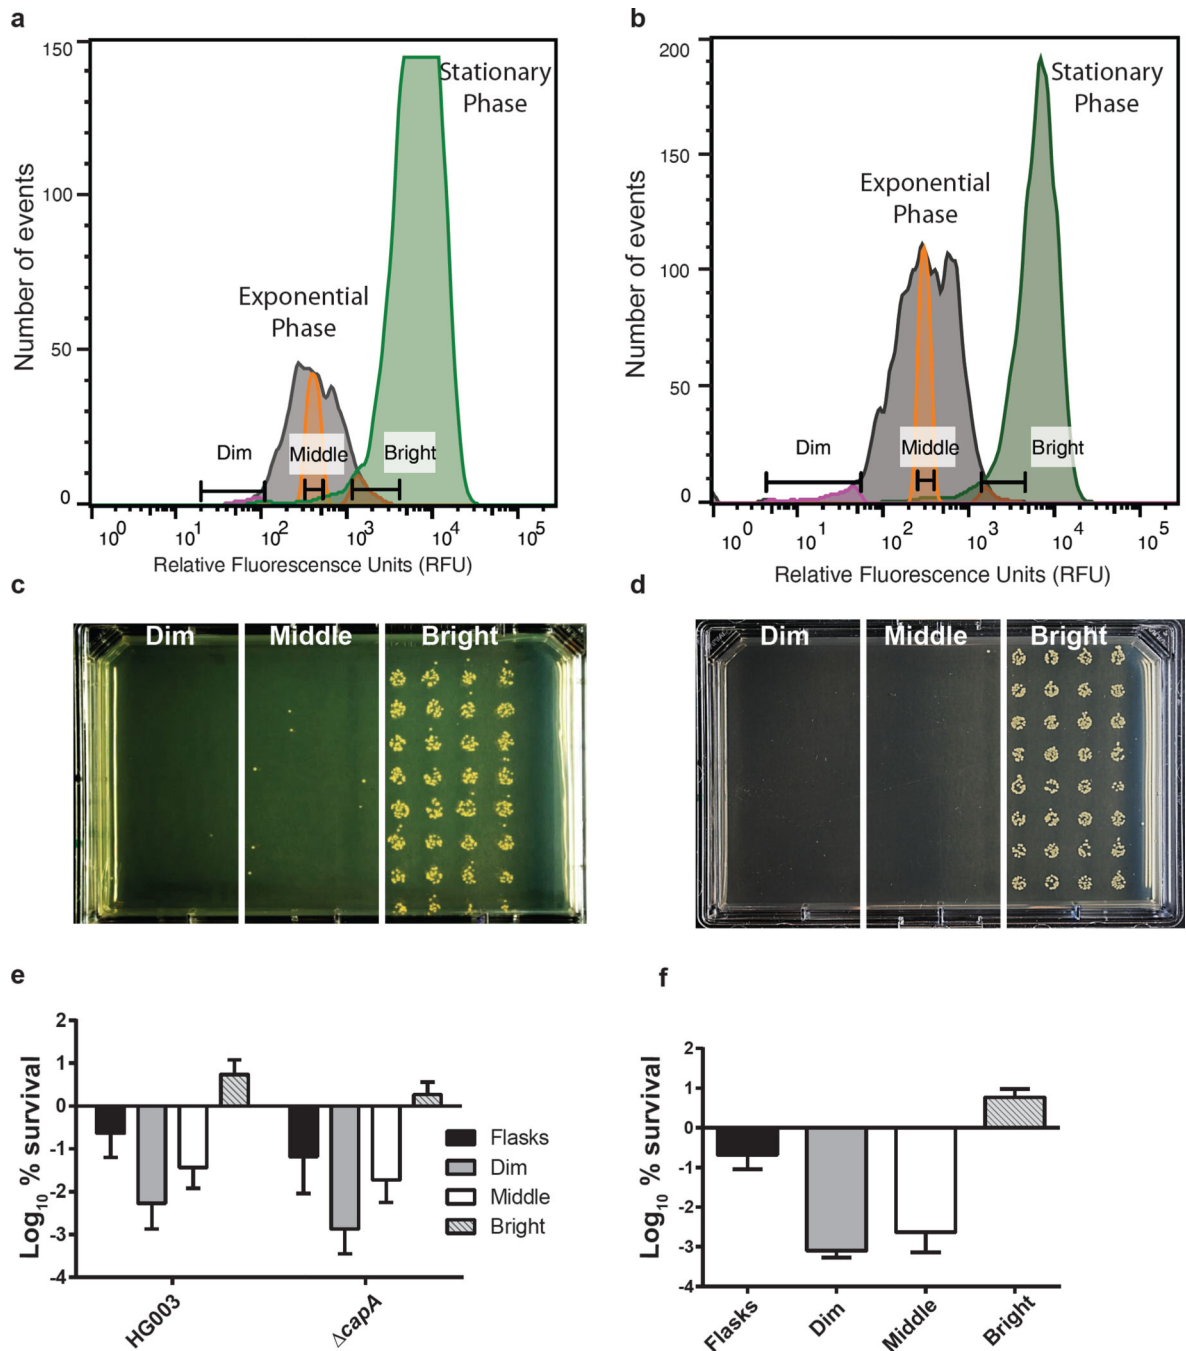 a
150
100
50
0
Number of events
Stationary
Phase
Exponential
Phase
Dim
Middle
Bright
10^0 10^1 10^2 10^3 10^4 10^5
Relative Fluorescensce Units (RFU)
b
200
150
100
50
0
Number of events
Stationary
Phase
Exponential
Phase
Dim
Middle
Bright
10^0 10^1 10^2 10^3 10^4 10^5
Relative Fluorescence Units (RFU)
c
Dim Middle Bright
d
Dim Middle Bright
e
2
1
0
-1
-2
-3
-4
Log10 % survival
Flasks
Dim
Middle
Bright
HG003
ΔcapA
f
2
1
0
-1
-2
-3
-4
Log10 % survival
Flasks
Dim
Middle
Bright